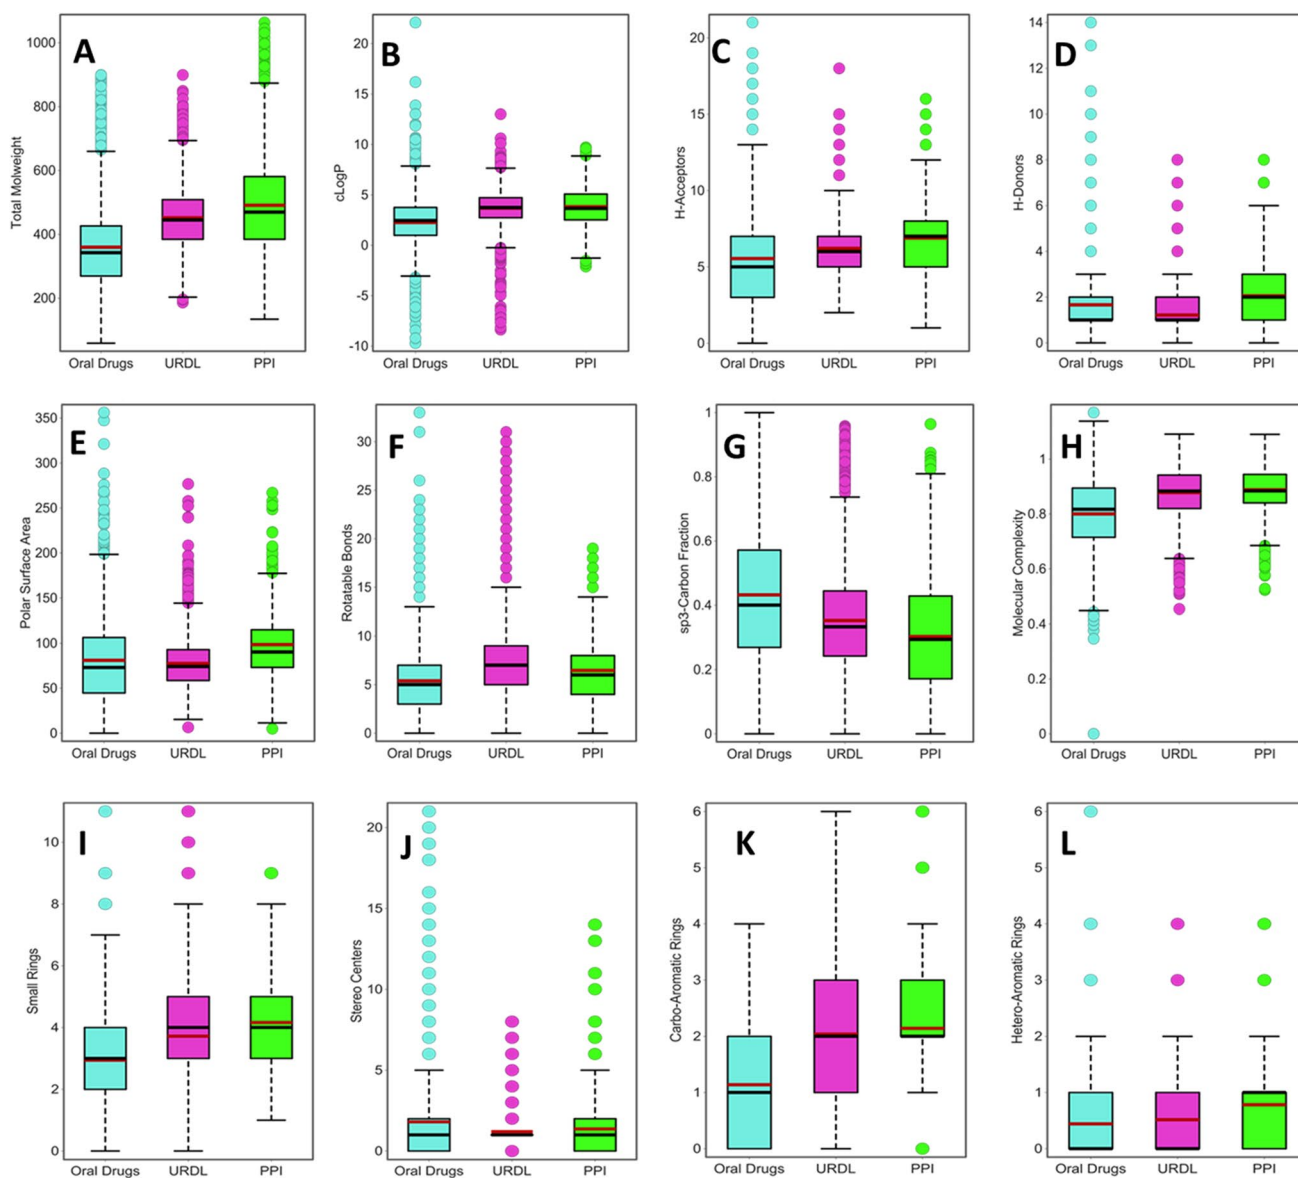 A
Total Molweight
1000
800
600
400
200
Oral Drugs URDL PPI
B
cLogP
20
15
10
5
0
-5
-10
Oral Drugs URDL PPI
C
H-Acceptors
20
15
10
5
0
Oral Drugs URDL PPI
D
H-Donors
14
12
10
8
6
4
2
0
Oral Drugs URDL PPI
E
Polar Surface Area
350
300
250
200
150
100
50
0
Oral Drugs URDL PPI
F
Rotatable Bonds
30
25
20
15
10
5
0
Oral Drugs URDL PPI
G
sp3-Carbon Fraction
1
0.8
0.6
0.4
0.2
0
Oral Drugs URDL PPI
H
Molecular Complexity
1
0.8
0.6
0.4
0.2
0
Oral Drugs URDL PPI
I
Small Rings
10
8
6
4
2
0
Oral Drugs URDL PPI
J
Stereo Centers
20
15
10
5
0
Oral Drugs URDL PPI
K
Carbo-Aromatic Rings
6
5
4
3
2
1
0
Oral Drugs URDL PPI
L
Hetero-Aromatic Rings
6
5
4
3
2
1
0
Oral Drugs URDL PPI